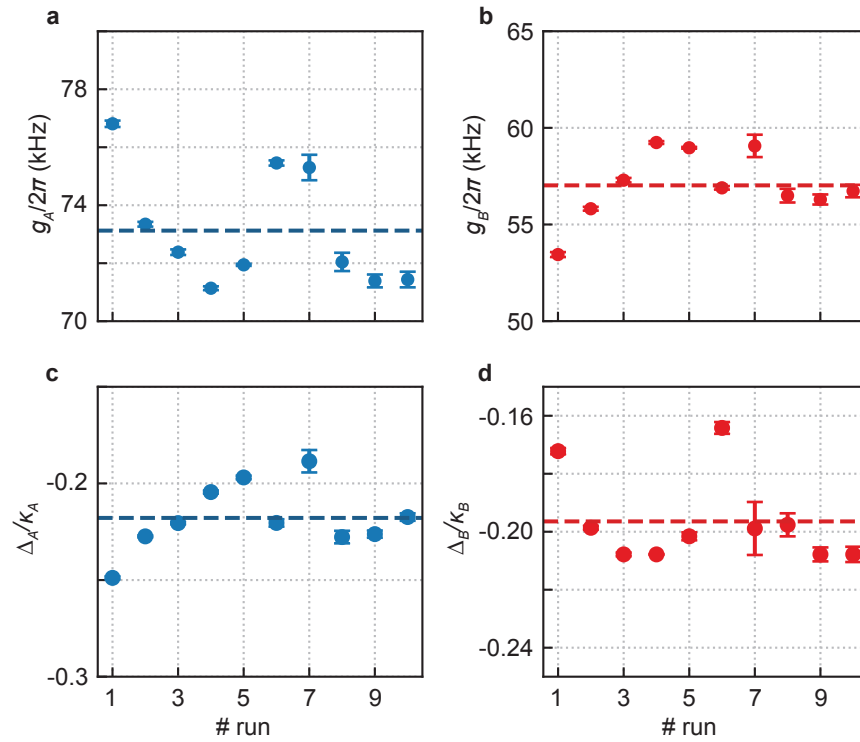 a
78
74
70
g_A/2π (kHz)
b
65
60
55
50
g_B/2π (kHz)
c
-0.2
-0.3
Δ_A/κ_A
1 3 5 7 9
# run
d
-0.16
-0.20
-0.24
Δ_B/κ_B
1 3 5 7 9
# run